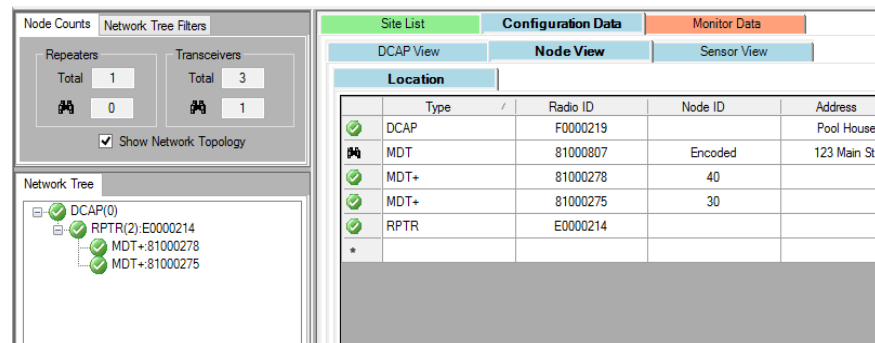 Node Counts Network Tree Filters
Repeaters Transceivers
Total 1 Total 3
0 1
Show Network Topology
Network Tree
DCAP(0)
RPTR(2):E0000214
MDT+:81000278
MDT+:81000275
Site List Configuration Data Monitor Data
DCAP View Node View Sensor View
Location
Type / Radio ID Node ID Address
DCAP F0000219 Pool House
MDT 81000807 Encoded 123 Main St
MDT+ 81000278 40
MDT+ 81000275 30
RPTR E0000214
*